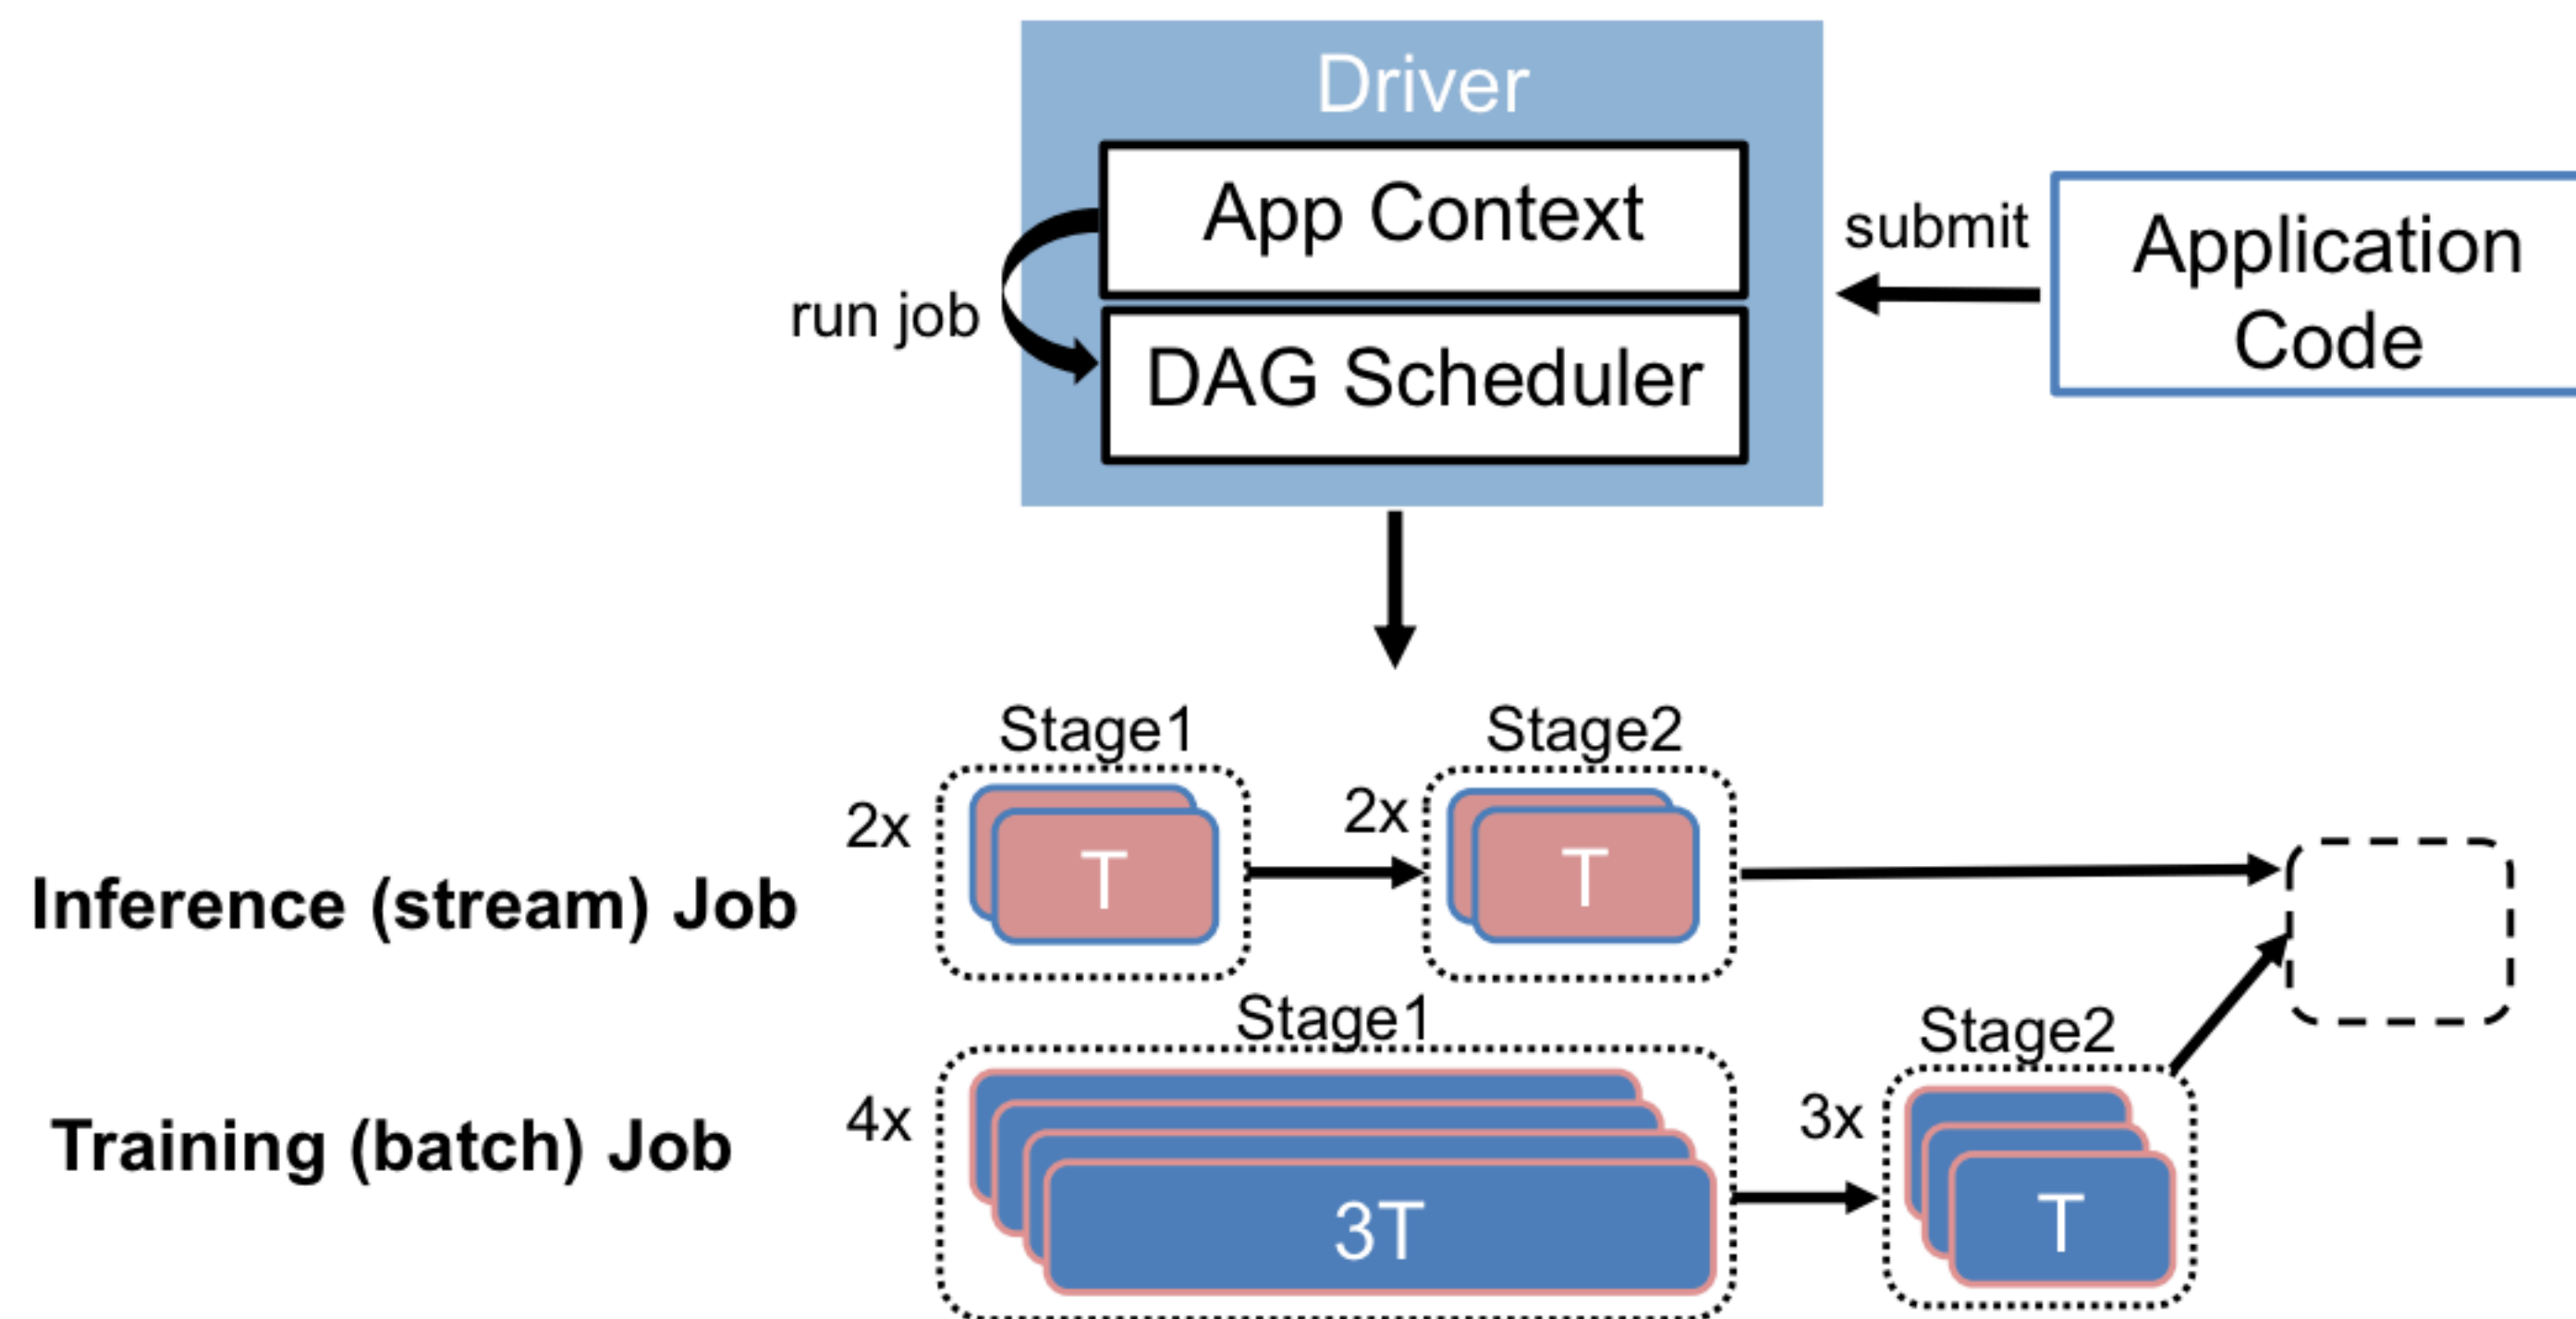 Driver
App Context
submit
Application
Code
run job
DAG Scheduler
Stage1
Stage2
2x
2x
T
T
Inference (stream) Job
Stage1
Stage2
4x
3x
Training (batch) Job
3T
T